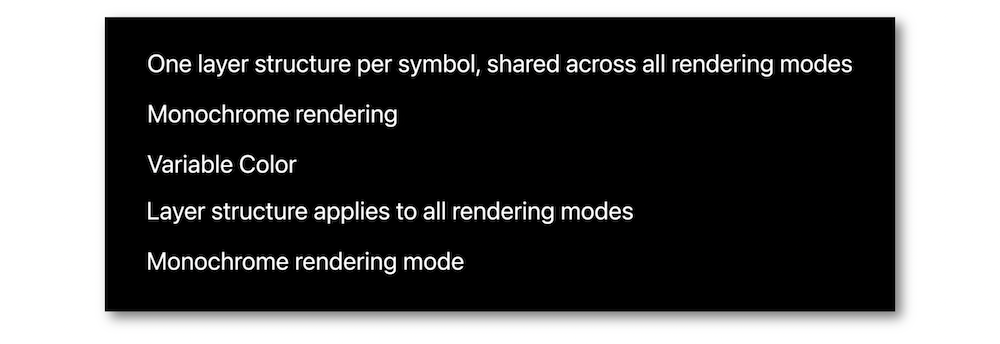 One layer structure per symbol, shared across all rendering modes
Monochrome rendering
Variable Color
Layer structure applies to all rendering modes
Monochrome rendering mode